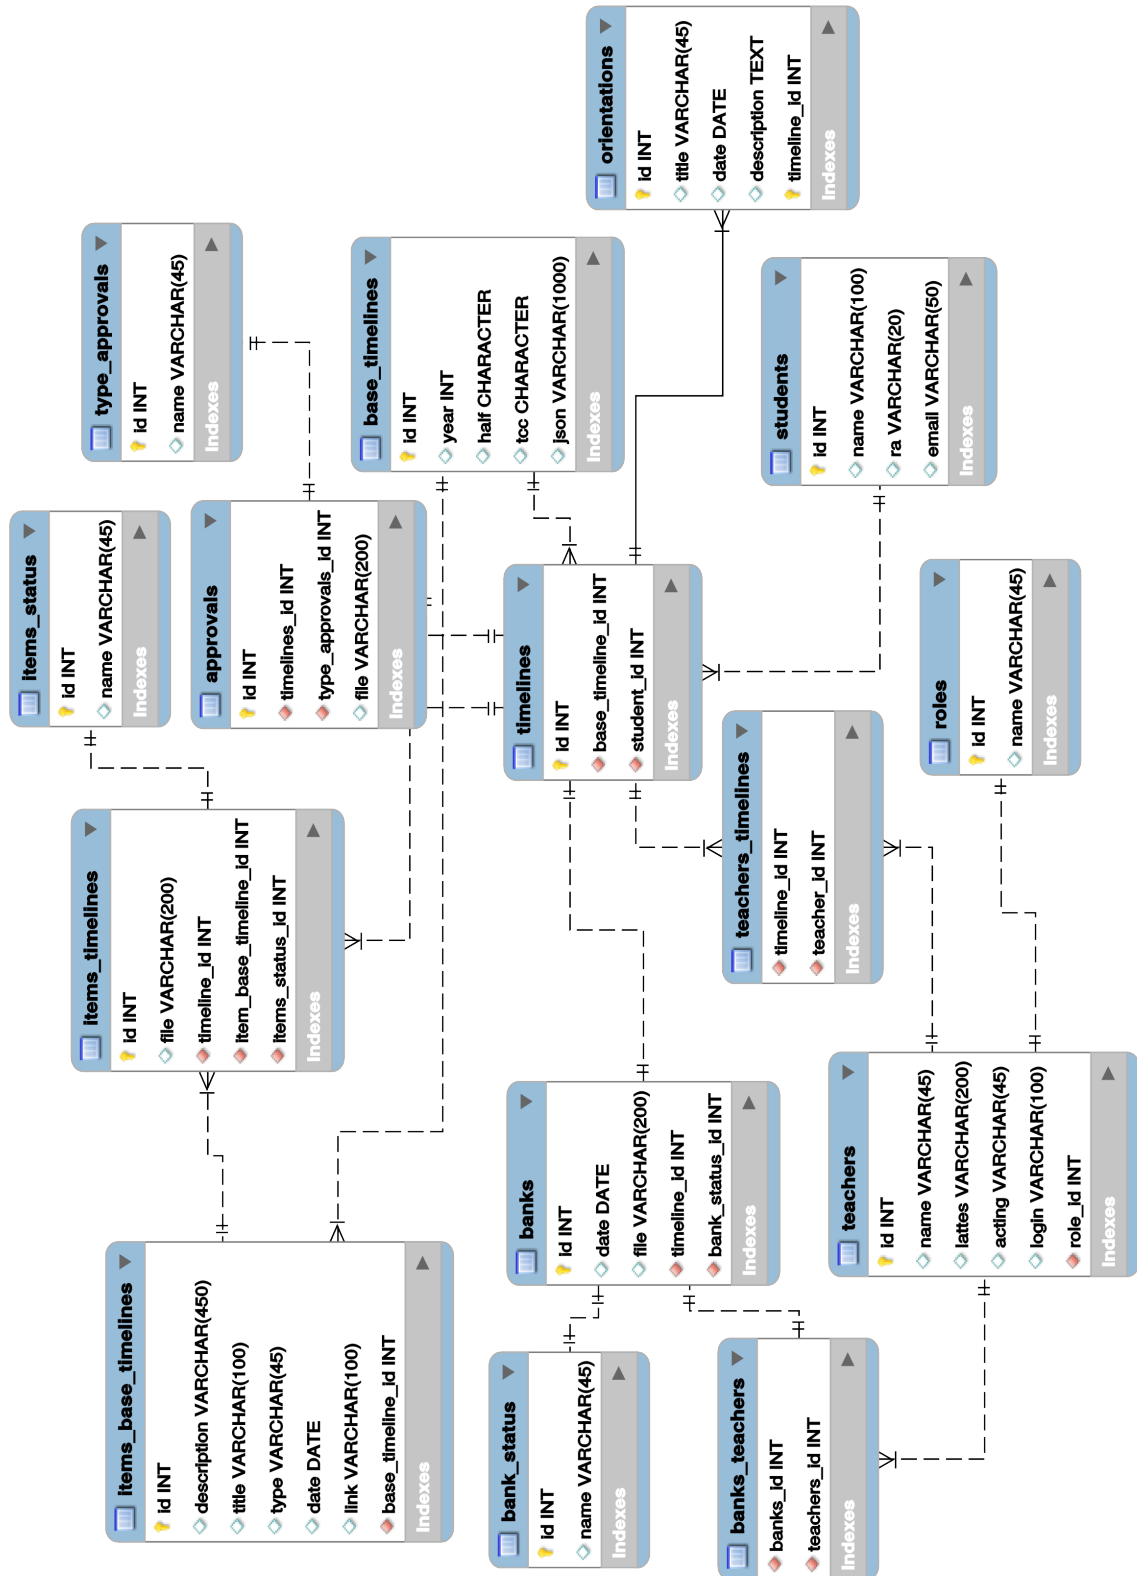 items_base_timelines
id INT
description VARCHAR(450)
title VARCHAR(100)
type VARCHAR(45)
date DATE
link VARCHAR(100)
base_timeline_id INT
Indexes
items_timelines
id INT
file VARCHAR(200)
timeline_id INT
item_base_timeline_id INT
items_status_id INT
Indexes
items_status
id INT
name VARCHAR(45)
Indexes
type_approvals
id INT
name VARCHAR(45)
Indexes
approvals
id INT
timelines_id INT
type_approvals_id INT
file VARCHAR(200)
Indexes
base_timelines
id INT
year INT
half CHARACTER
tcc CHARACTER
json VARCHAR(1000)
Indexes
bank_status
id INT
name VARCHAR(45)
Indexes
banks
id INT
date DATE
file VARCHAR(200)
timeline_id INT
bank_status_id INT
Indexes
timelines
id INT
base_timeline_id INT
student_id INT
Indexes
orientations
id INT
title VARCHAR(45)
date DATE
description TEXT
timeline_id INT
Indexes
banks_teachers
banks_id INT
teachers_id INT
Indexes
teachers_timelines
timeline_id INT
teacher_id INT
Indexes
students
id INT
name VARCHAR(100)
ra VARCHAR(20)
email VARCHAR(50)
Indexes
teachers
id INT
name VARCHAR(45)
lattes VARCHAR(200)
acting VARCHAR(45)
login VARCHAR(100)
role_id INT
Indexes
roles
id INT
name VARCHAR(45)
Indexes